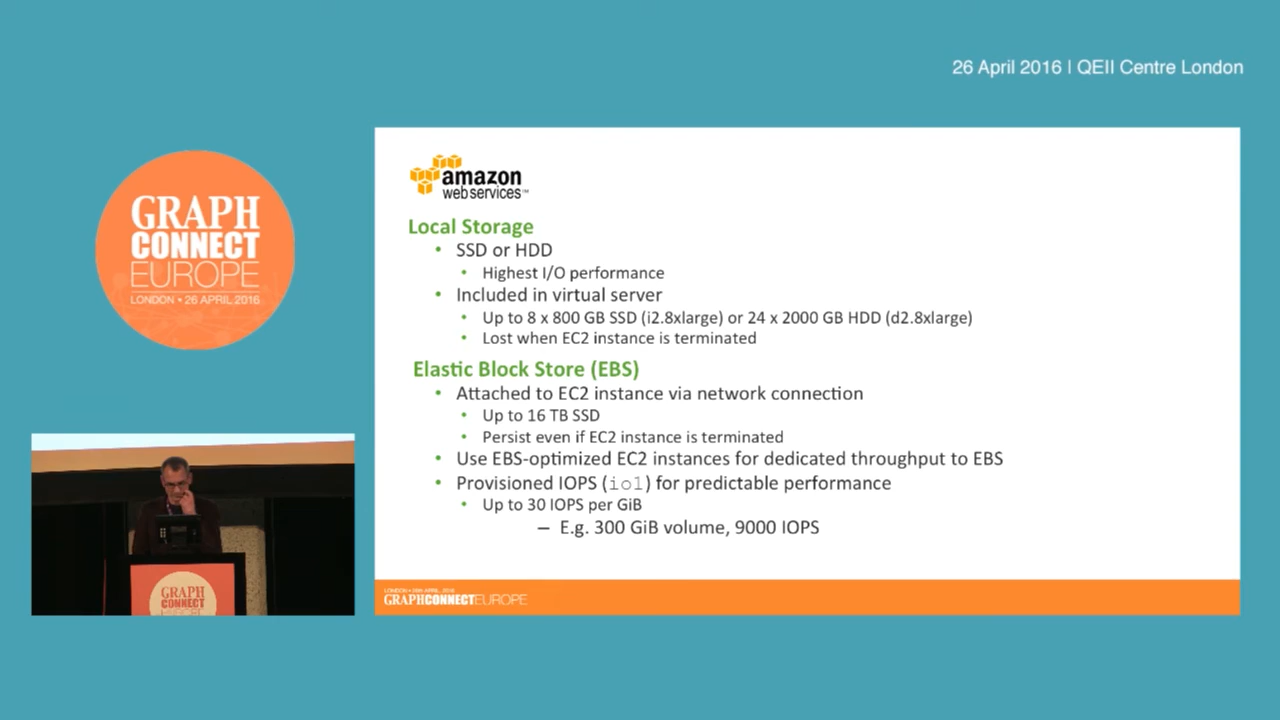 26 April 2016 | QEII Centre London
GRAPH
CONNECT
EUROPE
LONDON • 26 APRIL 2016
amazon
web services™
Local Storage
• SSD or HDD
• Highest I/O performance
• Included in virtual server
• Up to 8 x 800 GB SSD (i2.8xlarge) or 24 x 2000 GB HDD (d2.8xlarge)
• Lost when EC2 instance is terminated
Elastic Block Store (EBS)
• Attached to EC2 instance via network connection
• Up to 16 TB SSD
• Persist even if EC2 instance is terminated
• Use EBS-optimized EC2 instances for dedicated throughput to EBS
• Provisioned IOPS (io1) for predictable performance
• Up to 30 IOPS per GiB
– E.g. 300 GiB volume, 9000 IOPS
GRAPHCONNECTEUROPE
GRAPH
CONNECT